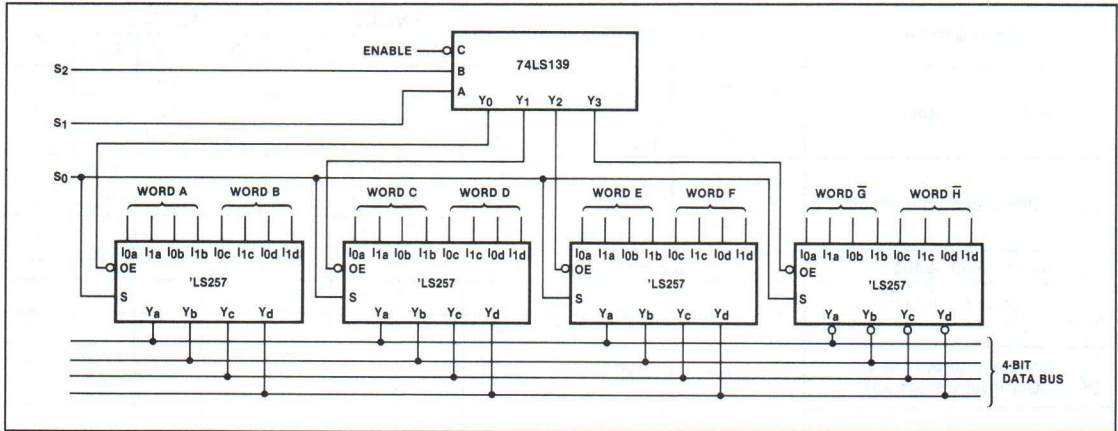 ENABLE
C
74LS139
S2
B
A
Y0 Y1 Y2 Y3
S1
S0
WORD A WORD B WORD C WORD D WORD E WORD F WORD G̅ WORD H̅
I0a I1a I0b I1b I0c I1c I0d I1d
OE
'LS257
S
Ya Yb Yc Yd
I0a I1a I0b I1b I0c I1c I0d I1d
OE
'LS257
S
Ya Yb Yc Yd
I0a I1a I0b I1b I0c I1c I0d I1d
OE
'LS257
S
Ya Yb Yc Yd
I0a I1a I0b I1b I0c I1c I0d I1d
OE
'LS257
S
Ya Yb Yc Yd
4-BIT
DATA BUS